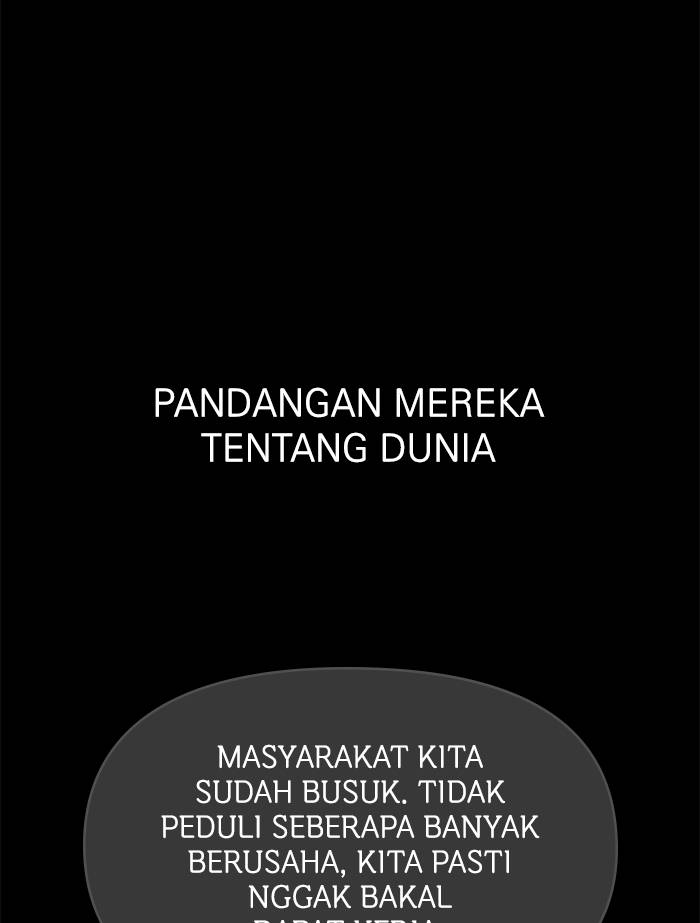 PANDANGAN MEREKA
TENTANG DUNIA
MASYARAKAT KITA
SUDAH BUSUK. TIDAK
PEDULI SEBERAPA BANYAK
BERUSAHA, KITA PASTI
NGGAK BAKAL